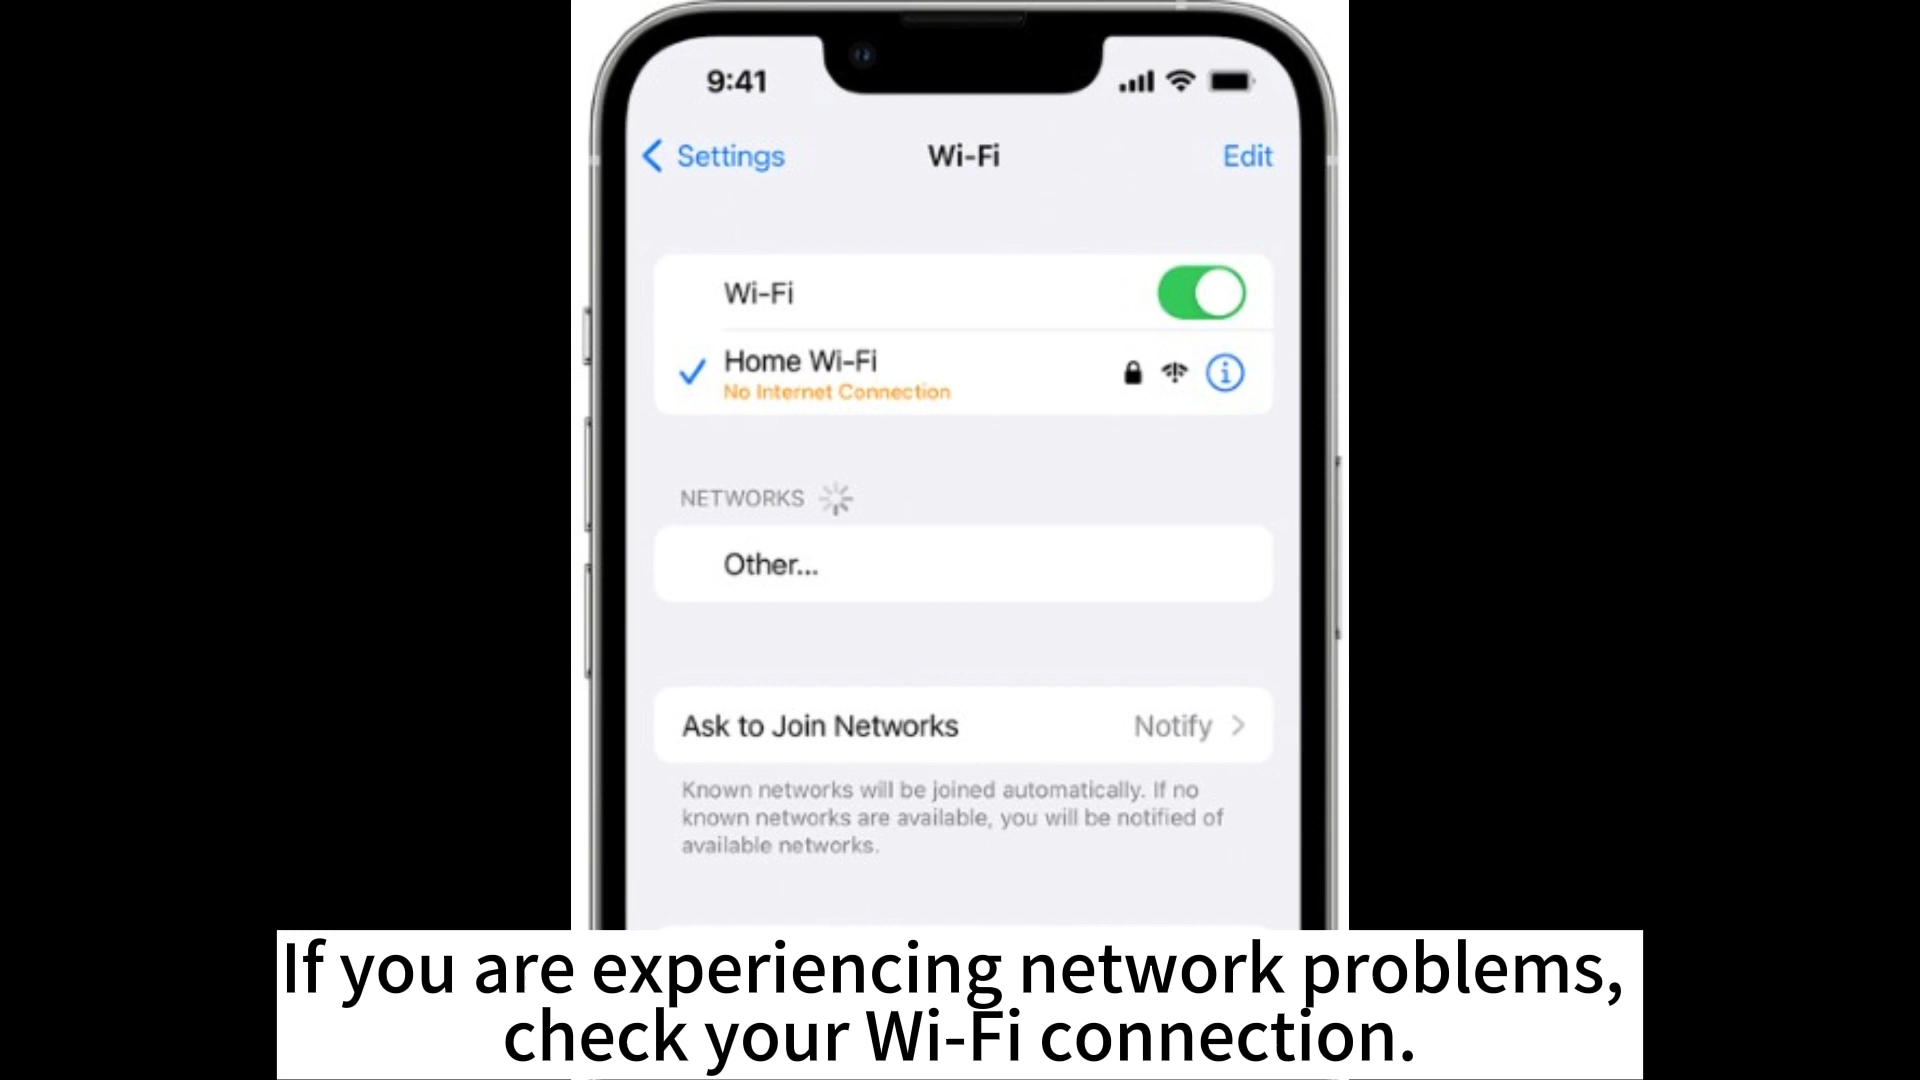 9:41
Settings
Wi-Fi
Edit
Wi-Fi
Home Wi-Fi
No Internet Connection
NETWORKS
Other...
Ask to Join Networks
Notify
Known networks will be joined automatically. If no
known networks are available, you will be notified of
available networks.
If you are experiencing network problems,
check your Wi-Fi connection.